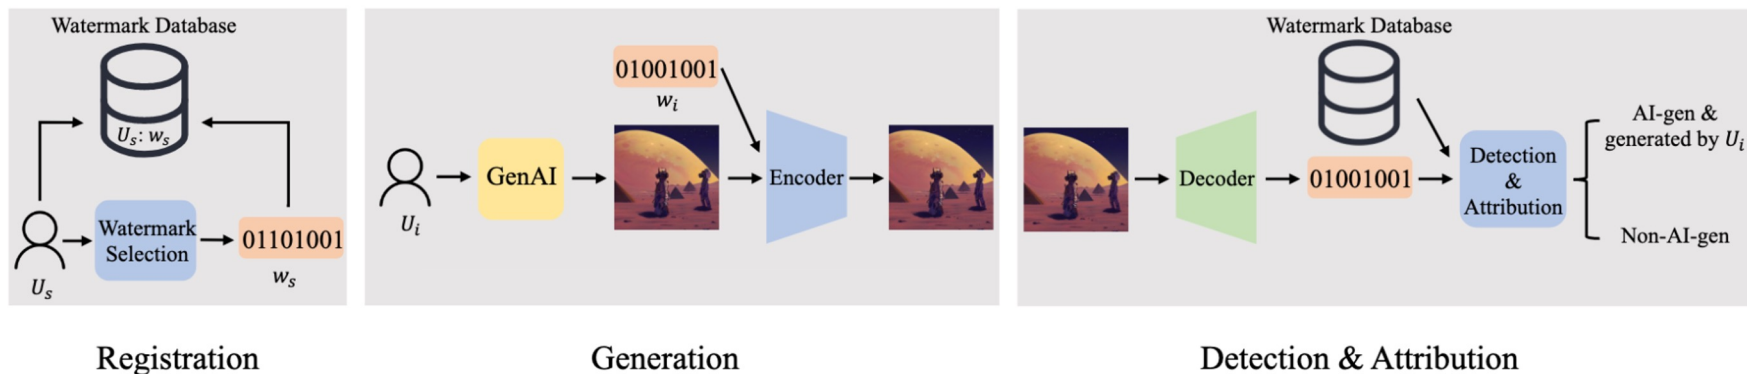 Watermark Database
U_s: w_s
Watermark
Selection
01101001
w_s
U_s
Registration
01001001
w_i
GenAI
Encoder
U_i
Generation
Watermark Database
Decoder
01001001
Detection
&
Attribution
AI-gen &
generated by U_i
Non-AI-gen
Detection & Attribution